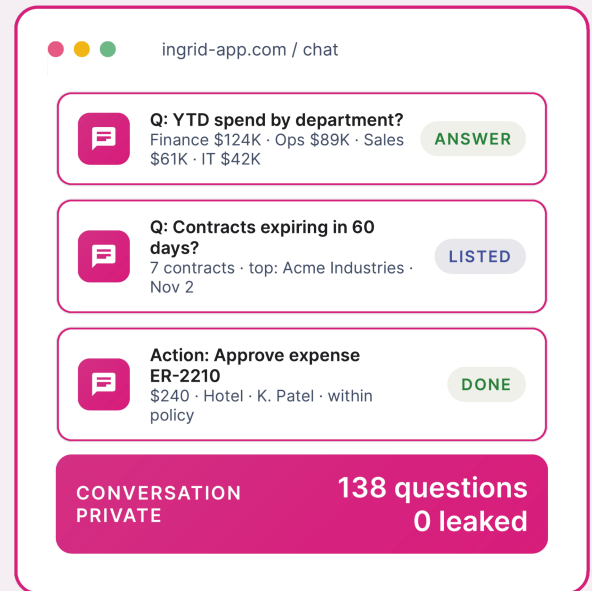 ingrid-app.com / chat
Q: YTD spend by department?
Finance $124K · Ops $89K · Sales
$61K · IT $42K
ANSWER
Q: Contracts expiring in 60
days?
7 contracts · top: Acme Industries ·
Nov 2
LISTED
Action: Approve expense
ER-2210
$240 · Hotel · K. Patel · within
policy
DONE
CONVERSATION
PRIVATE
138 questions
0 leaked